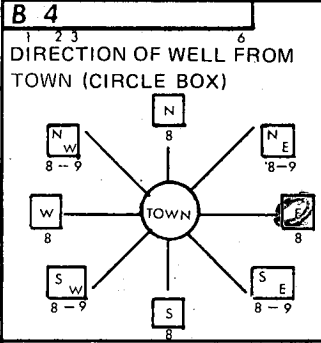 B 4
1 2 3 6
DIRECTION OF WELL FROM
TOWN (CIRCLE BOX)
N
8
N W
8-9
N E
8-9
W
8
TOWN
E
8
S W
8-9
S E
8-9
S
8